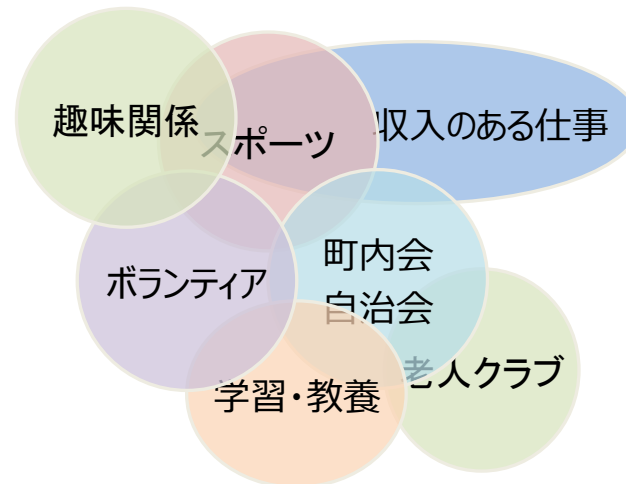 趣味関係
スポーツ
収入のある仕事
ボランティア
町内会
自治会
老人クラブ
学習・教養